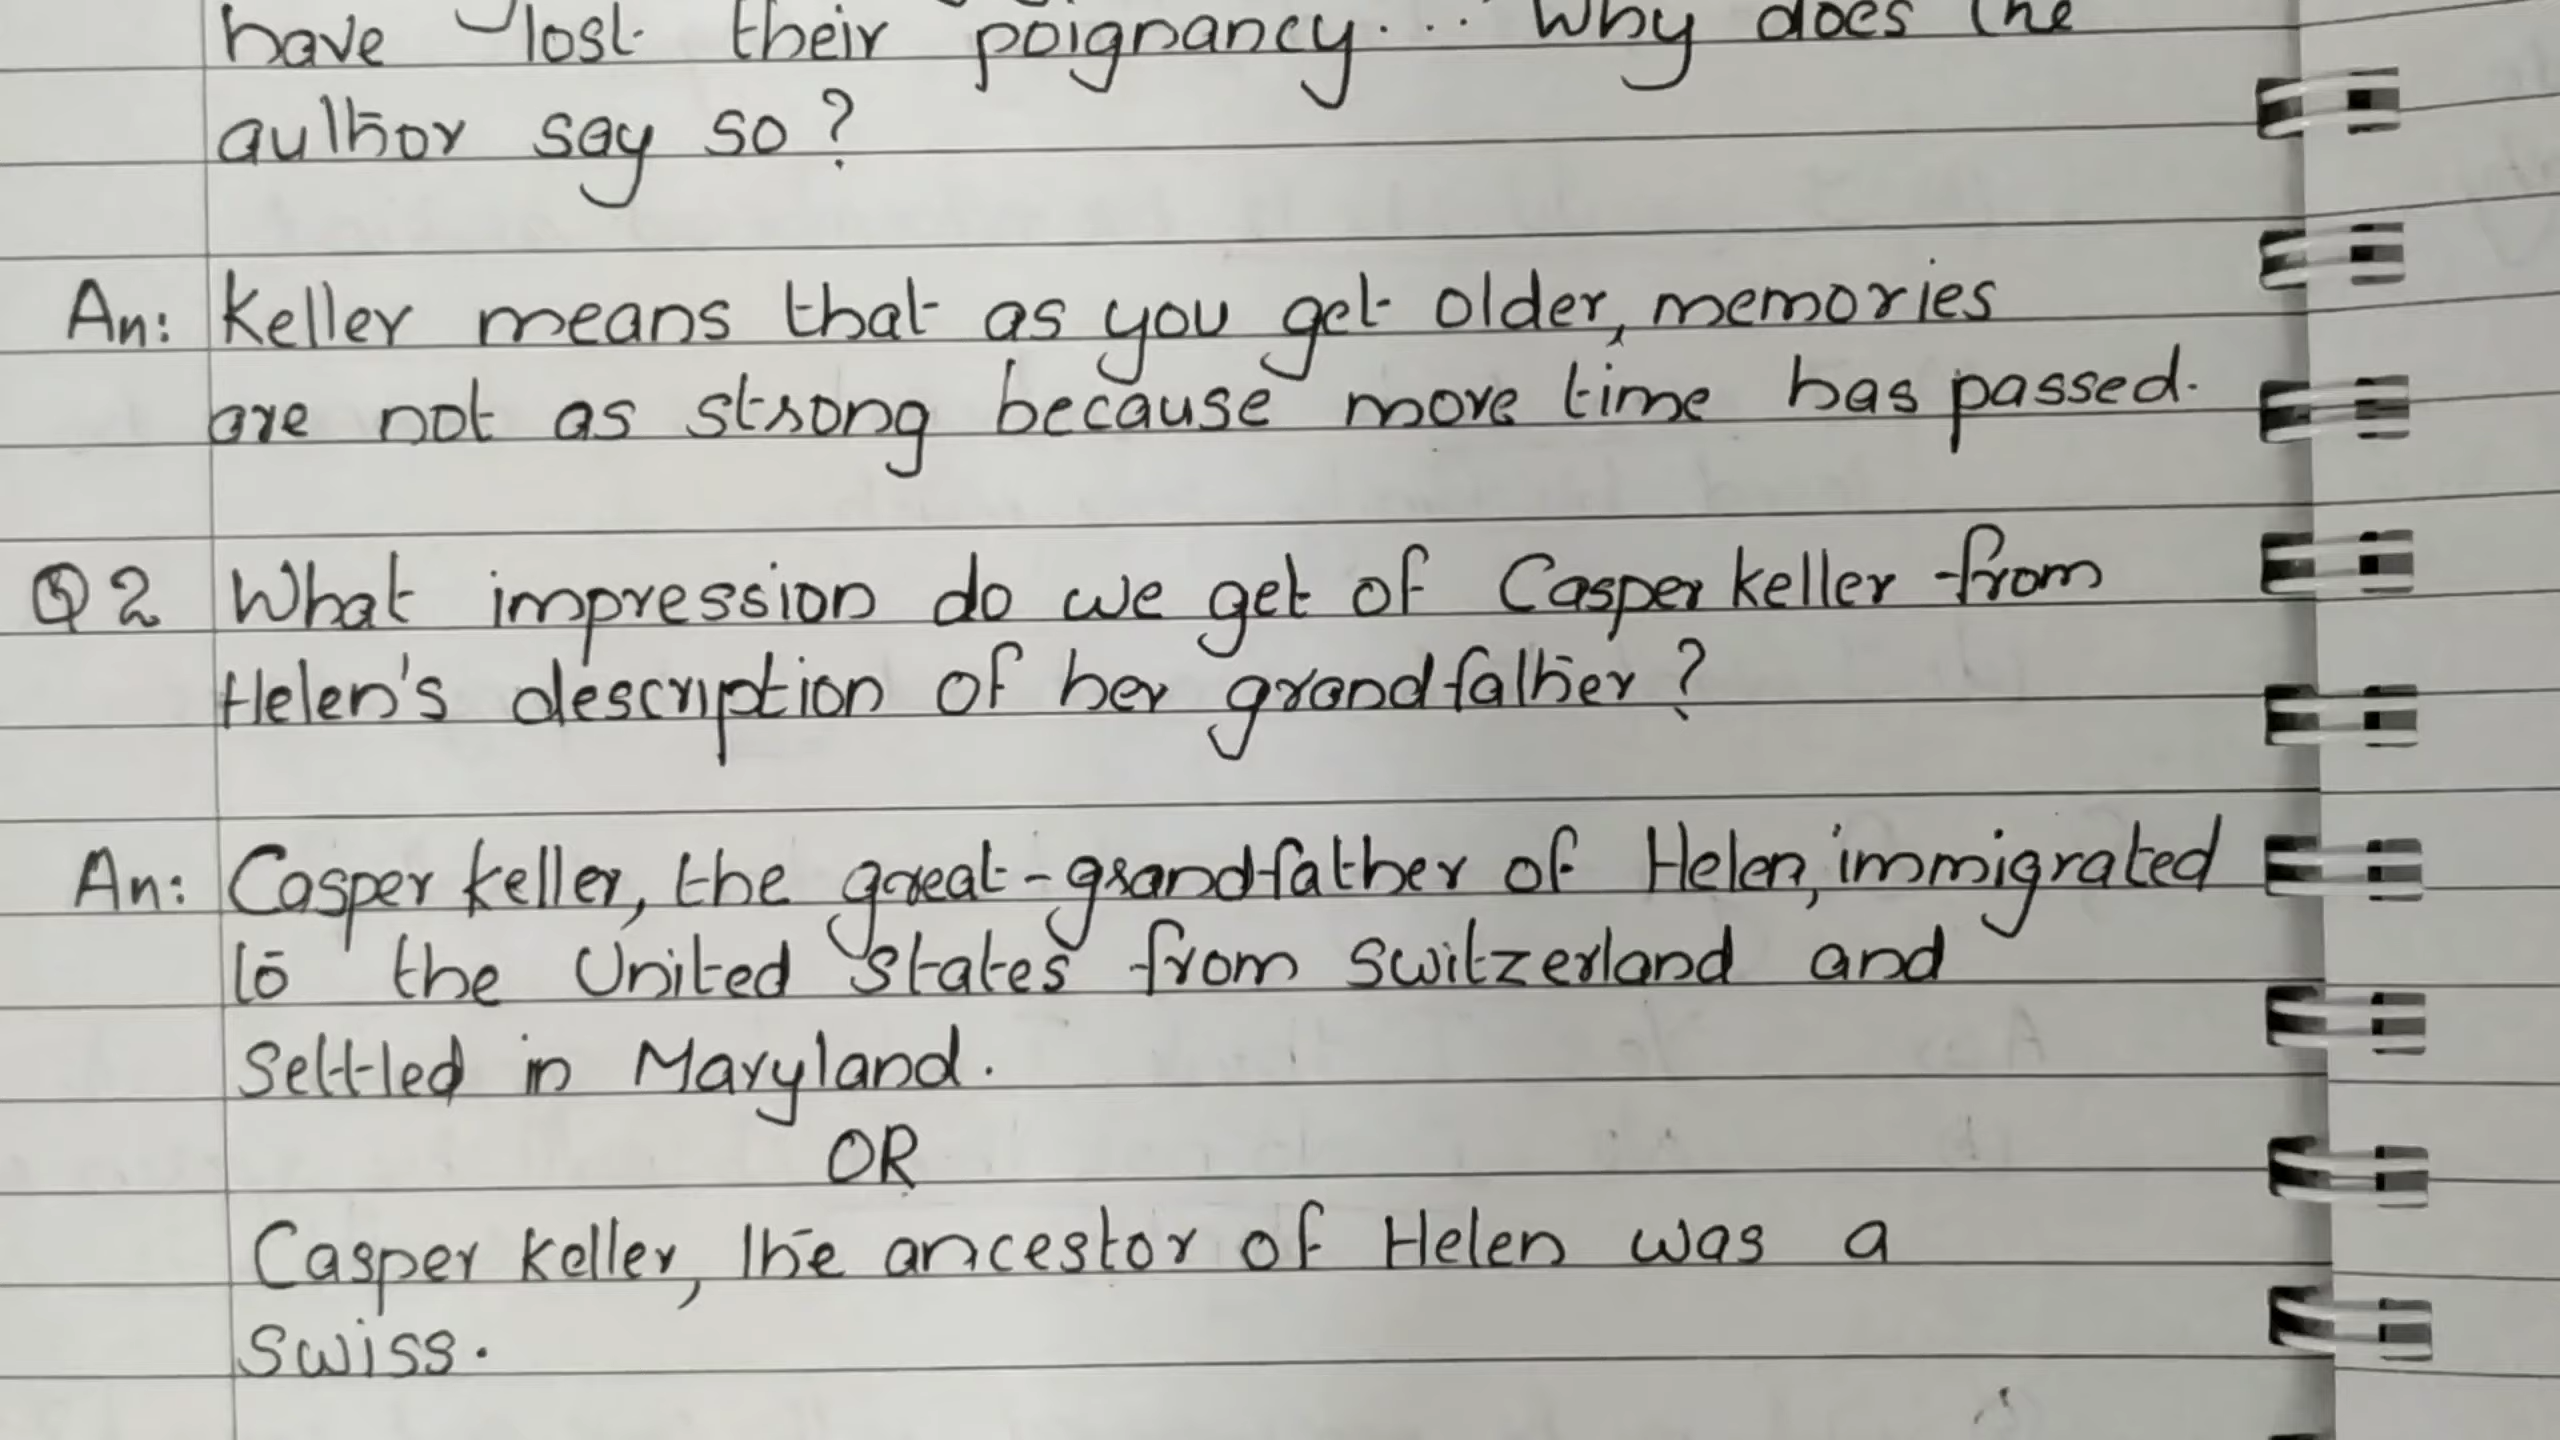 have lost their poignancy... Why does the
author say so?
An: Keller means that as you get older, memories
are not as strong because more time has passed.
Q2 What impression do we get of Casper Keller from
Helen's description of her grandfather?
An: Casper Keller, the great-grandfather of Helen, immigrated
to the United States from Switzerland and
Settled in Maryland.
OR
Casper Keller, the ancestor of Helen was a
Swiss.